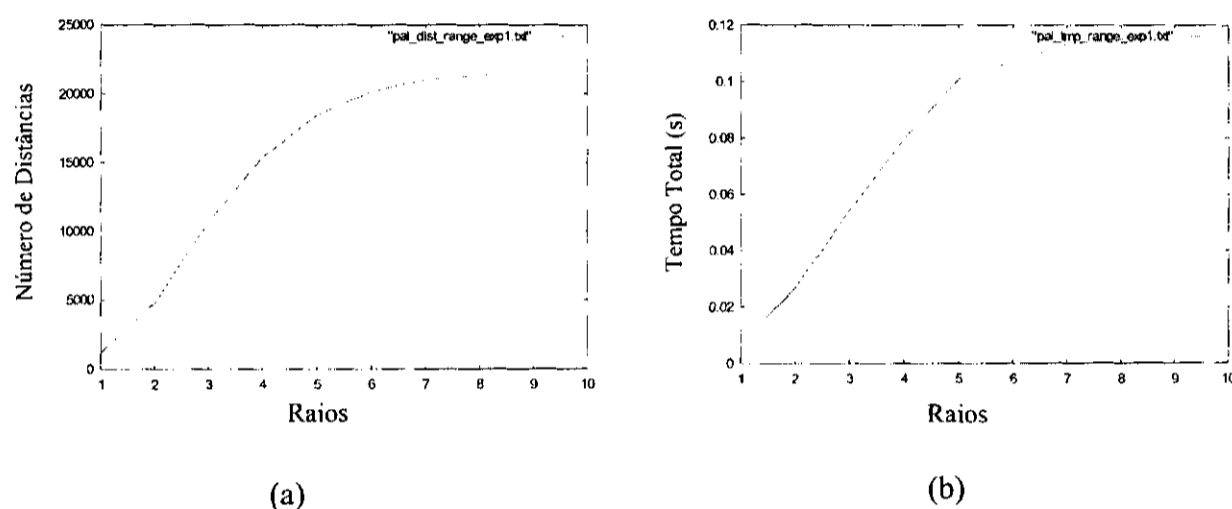 25000
20000
15000
10000
5000
0
Número de Distâncias
"pal_dist_range_exp1.txt"
1 2 3 4 5 6 7 8 9 10
Raios
(a)
0.12
0.1
0.08
0.06
0.04
0.02
0
Tempo Total (s)
"pal_tmp_range_exp1.txt"
1 2 3 4 5 6 7 8 9 10
Raios
(b)